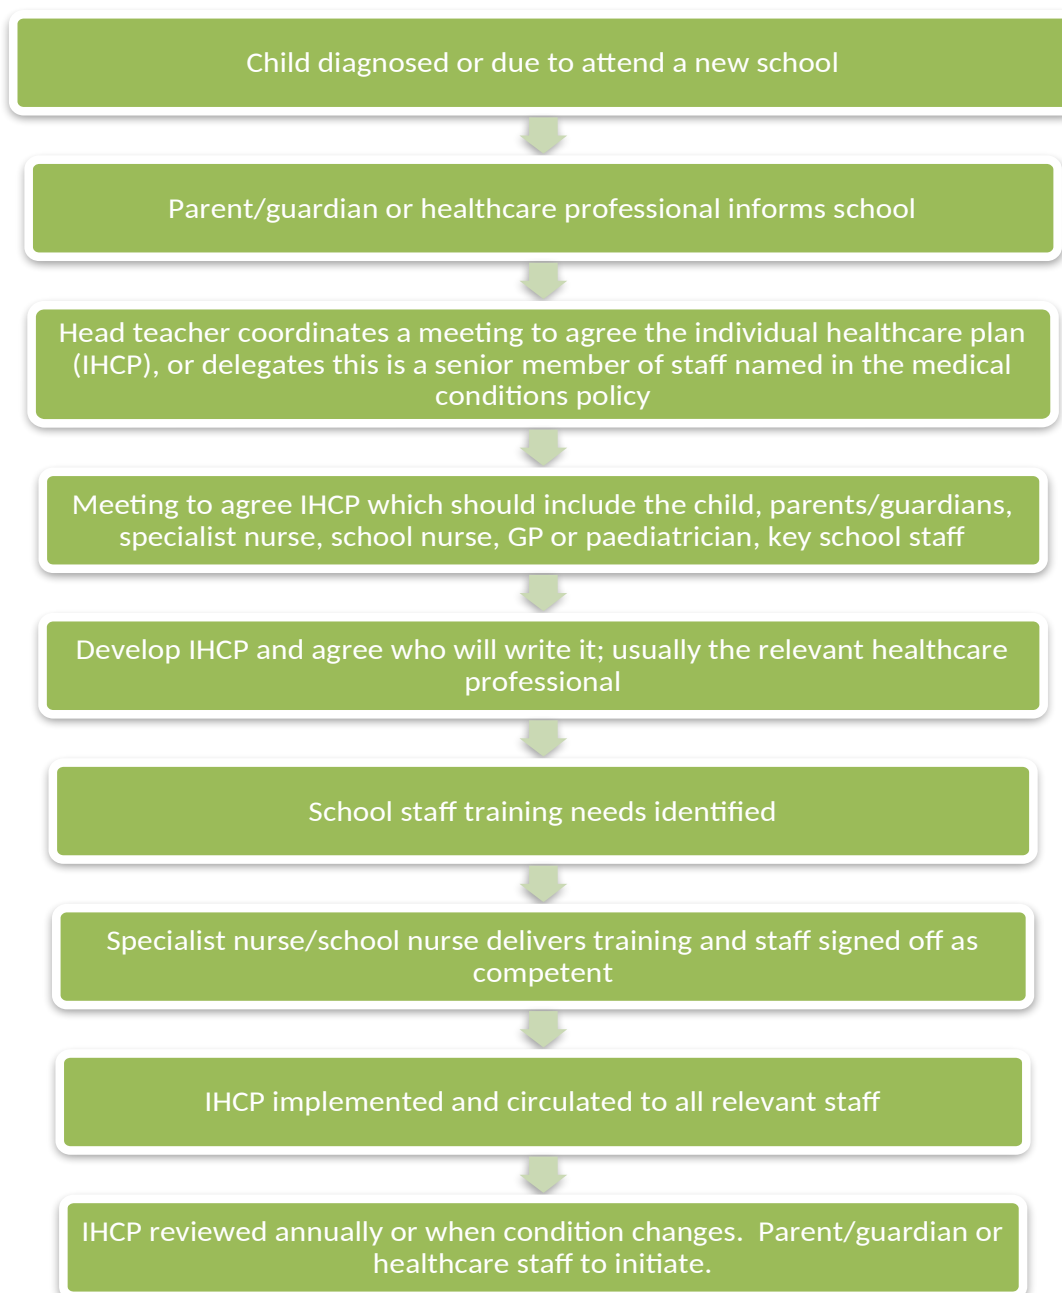 Child diagnosed or due to attend a new school
Parent/guardian or healthcare professional informs school
Head teacher coordinates a meeting to agree the individual healthcare plan
(IHCP), or delegates this is a senior member of staff named in the medical
conditions policy
Meeting to agree IHCP which should include the child, parents/guardians,
specialist nurse, school nurse, GP or paediatrician, key school staff
Develop IHCP and agree who will write it; usually the relevant healthcare
professional
School staff training needs identified
Specialist nurse/school nurse delivers training and staff signed off as
competent
IHCP implemented and circulated to all relevant staff
IHCP reviewed annually or when condition changes.  Parent/guardian or
healthcare staff to initiate.